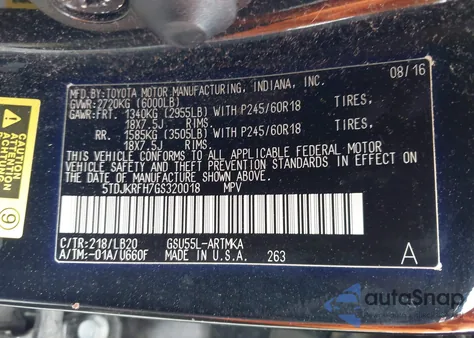 MFD.BY:TOYOTA MOTOR MANUFACTURING, INDIANA, INC. 08/16
GVWR:2720KG (6000LB)
GAWR:FRT. 1340KG (2955LB) WITH P245/60R18 TIRES,
18X7.5J RIMS.
RR. 1585KG (3505LB) WITH P245/60R18 TIRES,
18X7.5J RIMS.
THIS VEHICLE CONFORMS TO ALL APPLICABLE FEDERAL MOTOR
VEHICLE SAFETY AND THEFT PREVENTION STANDARDS IN EFFECT ON
THE DATE OF MANUFACTURE SHOWN ABOVE.
5TDJKRFH7GS320018 MPV
C/TR:218/LB20 GSU55L-ARTMKA
A/TM:-01A/U660F MADE IN U.S.A. 263 A
CAUTION
ACHTUNG
9
autoSnap